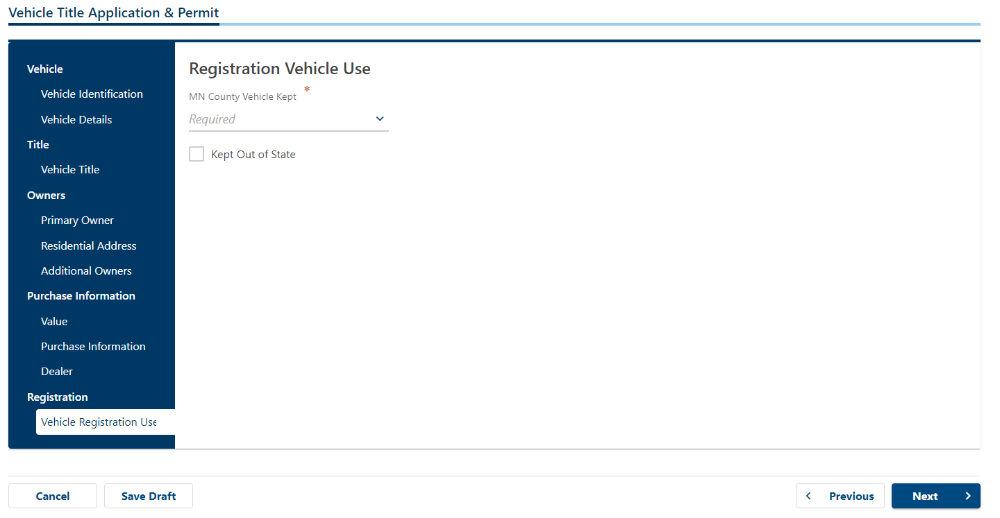 Vehicle Title Application & Permit
Vehicle
Vehicle Identification
Vehicle Details
Title
Vehicle Title
Owners
Primary Owner
Residential Address
Additional Owners
Purchase Information
Value
Purchase Information
Dealer
Registration
Vehicle Registration Use
Registration Vehicle Use
MN County Vehicle Kept *
Required
Kept Out of State
Cancel
Save Draft
Previous
Next